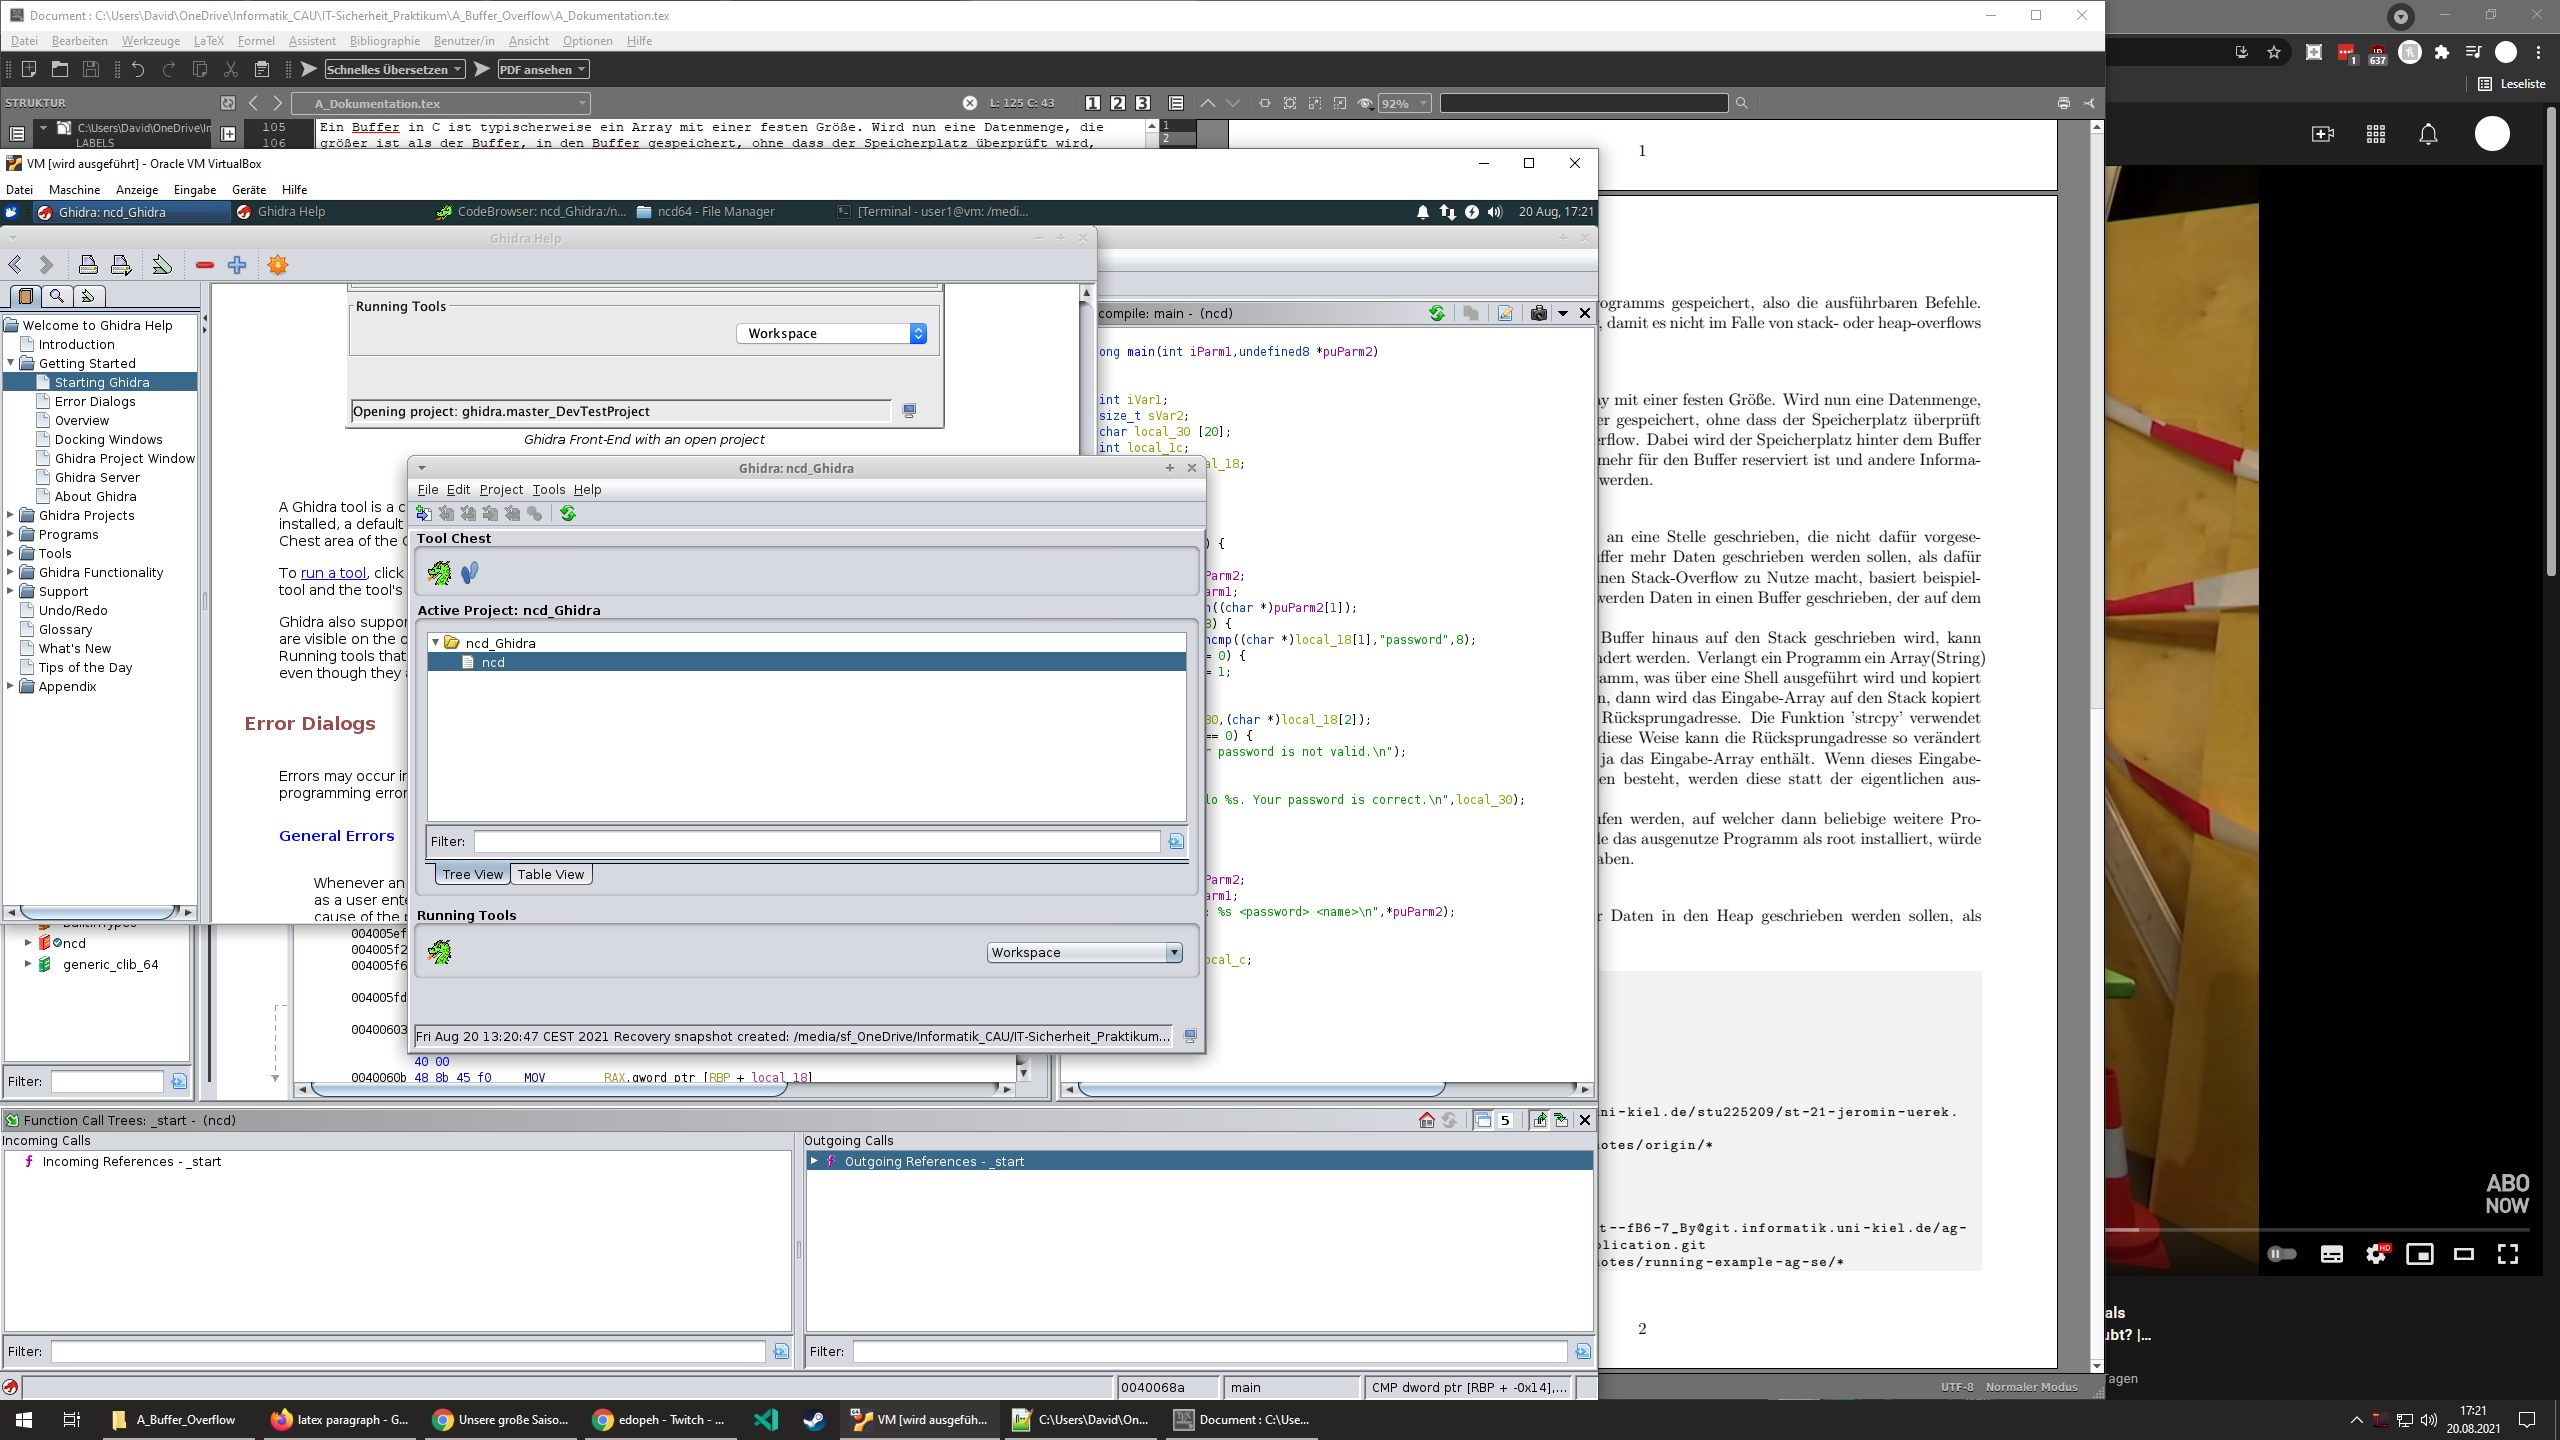 Document : C:\Users\David\OneDrive\Informatik_CAU\IT-Sicherheit_Praktikum\A_Buffer_Overflow\A_Dokumentation.tex
Datei Bearbeiten Werkzeuge LaTeX Formel Assistent Bibliographie Benutzer/in Ansicht Optionen Hilfe
Schnelles Übersetzen PDF ansehen
1 637
Leseliste
STRUKTUR A_Dokumentation.tex L: 125 C: 43 1 2 3 92%
C:\Users\David\OneDrive\In
LABELS
105 Ein Buffer in C ist typischerweise ein Array mit einer festen Größe. Wird nun eine Datenmenge, die
106 größer ist als der Buffer, in den Buffer gespeichert, ohne dass der Speicherplatz überprüft wird,
1
2
1
VM [wird ausgeführt] - Oracle VM VirtualBox
Datei Maschine Anzeige Eingabe Geräte Hilfe
Ghidra: ncd_Ghidra Ghidra Help CodeBrowser: ncd_Ghidra:/n... ncd64 - File Manager [Terminal - user1@vm: /medi... 20 Aug, 17:21
Ghidra Help
Welcome to Ghidra Help
Introduction
Getting Started
Starting Ghidra
Error Dialogs
Overview
Docking Windows
Ghidra Project Window
Ghidra Server
About Ghidra
Ghidra Projects
Programs
Tools
Ghidra Functionality
Support
Undo/Redo
Glossary
What's New
Tips of the Day
Appendix
Running Tools
Workspace
Opening project: ghidra.master_DevTestProject
Ghidra Front-End with an open project
A Ghidra tool is a c
installed, a default
Chest area of the
To run a tool, click
tool and the tool's
Ghidra also suppor
are visible on the
Running tools that
even though they
Error Dialogs
Errors may occur in
programming error
General Errors
Whenever an
as a user ente
cause of the p
Ghidra: ncd_Ghidra
File Edit Project Tools Help
Tool Chest
Active Project: ncd_Ghidra
ncd_Ghidra
ncd
Filter:
Tree View Table View
Running Tools
Workspace
Fri Aug 20 13:20:47 CEST 2021 Recovery snapshot created: /media/sf_OneDrive/Informatik_CAU/IT-Sicherheit_Praktikum...
compile: main - (ncd)
ong main(int iParm1,undefined8 *puParm2)
int iVar1;
size_t sVar2;
char local_30 [20];
int local_1c;
al_18;
) {
rParm2;
arm1;
n((char *)puParm2[1]);
8) {
ncmp((char *)local_18[1],"password",8);
= 0) {
= 1;
30,(char *)local_18[2]);
== 0) {
r password is not valid.\n");
lo %s. Your password is correct.\n",local_30);
rParm2;
arm1;
: %s <password> <name>\n",*puParm2);
ocal_c;
ncd
generic_clib_64
Filter:
004005ef
004005f2
004005f6
004005fd
00400603
40 00
0040060b 48 8b 45 f0 MOV RAX,qword ptr [RBP + local_18]
Function Call Trees: _start - (ncd) 5
Incoming Calls
Incoming References - _start
Filter:
Outgoing Calls
Outgoing References - _start
Filter:
0040068a main CMP dword ptr [RBP + -0x14],...
rogramms gespeichert, also die ausführbaren Befehle.
, damit es nicht im Falle von stack- oder heap-overflows
ay mit einer festen Größe. Wird nun eine Datenmenge,
er gespeichert, ohne dass der Speicherplatz überprüft
erflow. Dabei wird der Speicherplatz hinter dem Buffer
mehr für den Buffer reserviert ist und andere Informa-
werden.
an eine Stelle geschrieben, die nicht dafür vorgese-
uffer mehr Daten geschrieben werden sollen, als dafür
inen Stack-Overflow zu Nutze macht, basiert beispiel-
werden Daten in einen Buffer geschrieben, der auf dem
Buffer hinaus auf den Stack geschrieben wird, kann
ndert werden. Verlangt ein Programm ein Array(String)
amm, was über eine Shell ausgeführt wird und kopiert
n, dann wird das Eingabe-Array auf den Stack kopiert
Rücksprungadresse. Die Funktion 'strcpy' verwendet
diese Weise kann die Rücksprungadresse so verändert
ja das Eingabe-Array enthält. Wenn dieses Eingabe-
en besteht, werden diese statt der eigentlichen aus-
ufen werden, auf welcher dann beliebige weitere Pro-
de das ausgenutze Programm als root installiert, würde
aben.
r Daten in den Heap geschrieben werden sollen, als
uni-kiel.de/stu225209/st-21-jeromin-uerek.
notes/origin/*
t--fB6-7_By@git.informatik.uni-kiel.de/ag-
plication.git
notes/running-example-ag-se/*
2
UTF-8 Normaler Modus
ABO
NOW
HD
als
ubt? |...
Tagen
A_Buffer_Overflow latex paragraph - G... Unsere große Saiso... edopeh - Twitch - ... VM [wird ausgefüh... C:\Users\David\On... Document : C:\Use...
17:21
20.08.2021